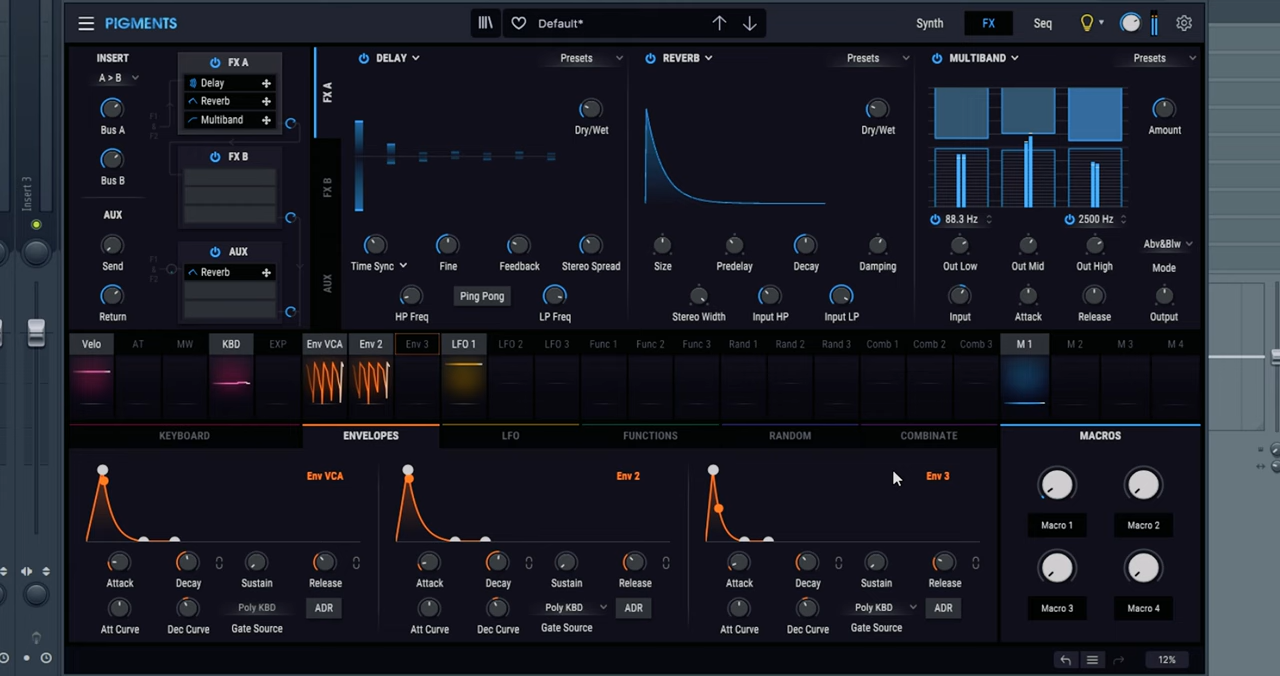 PIGMENTS
Default*
Synth
FX
Seq
INSERT
A > B
Bus A
Bus B
AUX
Send
Return
FX A
Delay
Reverb
Multiband
FX B
AUX
Reverb
FX A
FX B
AUX
DELAY
Presets
Dry/Wet
Time Sync
Fine
Feedback
Stereo Spread
HP Freq
Ping Pong
LP Freq
REVERB
Presets
Dry/Wet
Size
Predelay
Decay
Damping
Stereo Width
Input HP
Input LP
MULTIBAND
Presets
Amount
88.3 Hz
2500 Hz
Out Low
Out Mid
Out High
Abv&Blw
Mode
Input
Attack
Release
Output
Insert 3
Velo
AT
MW
KBD
EXP
Env VCA
Env 2
Env 3
LFO 1
LFO 2
LFO 3
Func 1
Func 2
Func 3
Rand 1
Rand 2
Rand 3
Comb 1
Comb 2
Comb 3
M 1
M 2
M 3
M 4
KEYBOARD
ENVELOPES
LFO
FUNCTIONS
RANDOM
COMBINATE
MACROS
Env VCA
Attack
Decay
Sustain
Release
Att Curve
Dec Curve
Poly KBD
Gate Source
ADR
Env 2
Attack
Decay
Sustain
Release
Att Curve
Dec Curve
Poly KBD
Gate Source
ADR
Env 3
Attack
Decay
Sustain
Release
Att Curve
Dec Curve
Poly KBD
Gate Source
ADR
Macro 1
Macro 2
Macro 3
Macro 4
12%